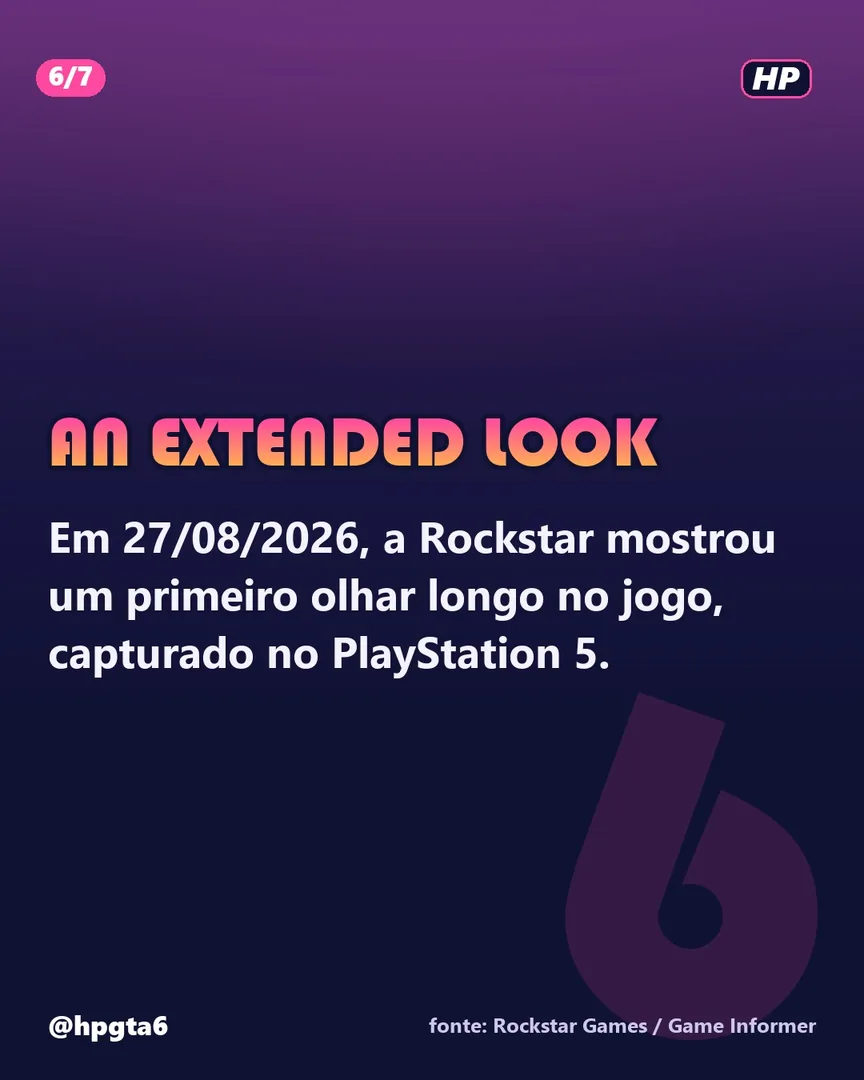 6/7
HP
AN EXTENDED LOOK
Em 27/08/2026, a Rockstar mostrou
um primeiro olhar longo no jogo,
capturado no PlayStation 5.
6
@hpgta6
fonte: Rockstar Games / Game Informer